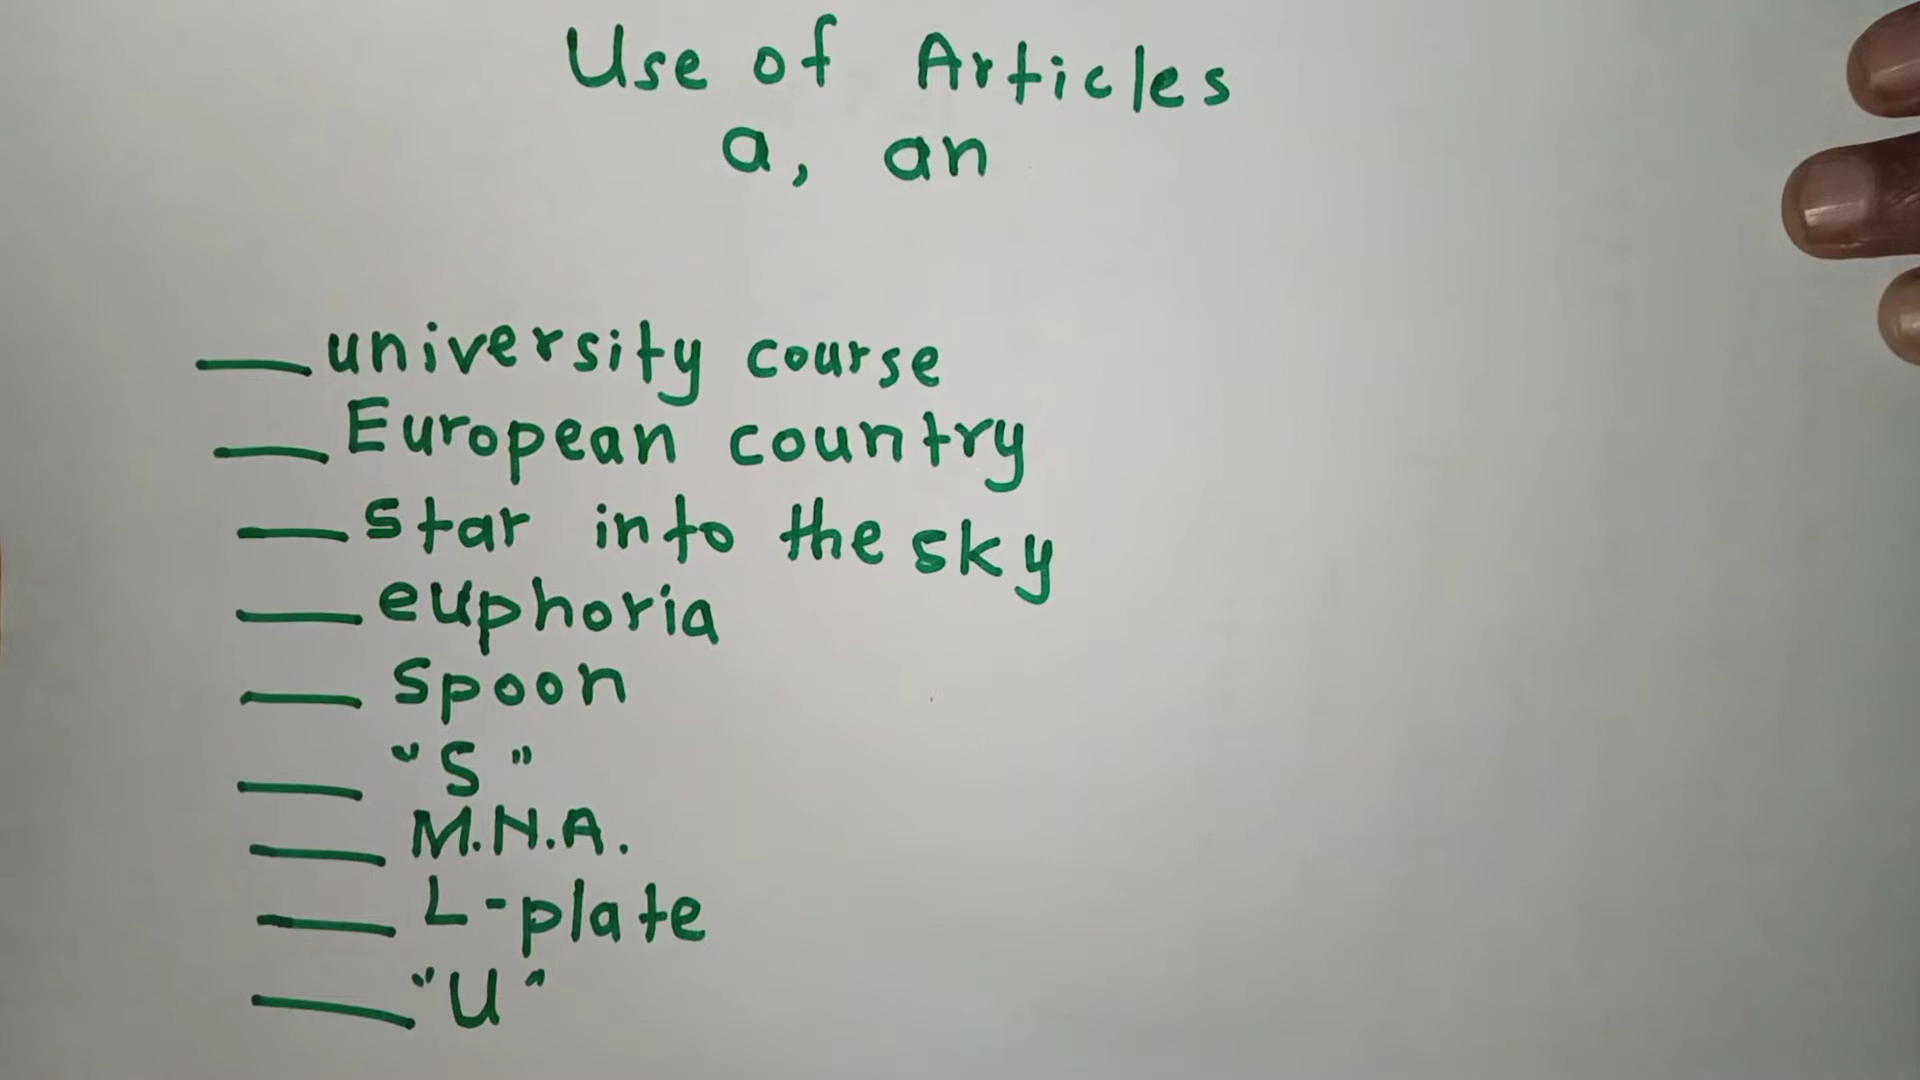 Use of Articles
a, an
___ university course
___ European country
___ star into the sky
___ euphoria
___ spoon
___ "S"
___ M.N.A.
___ L-plate
___ "U"